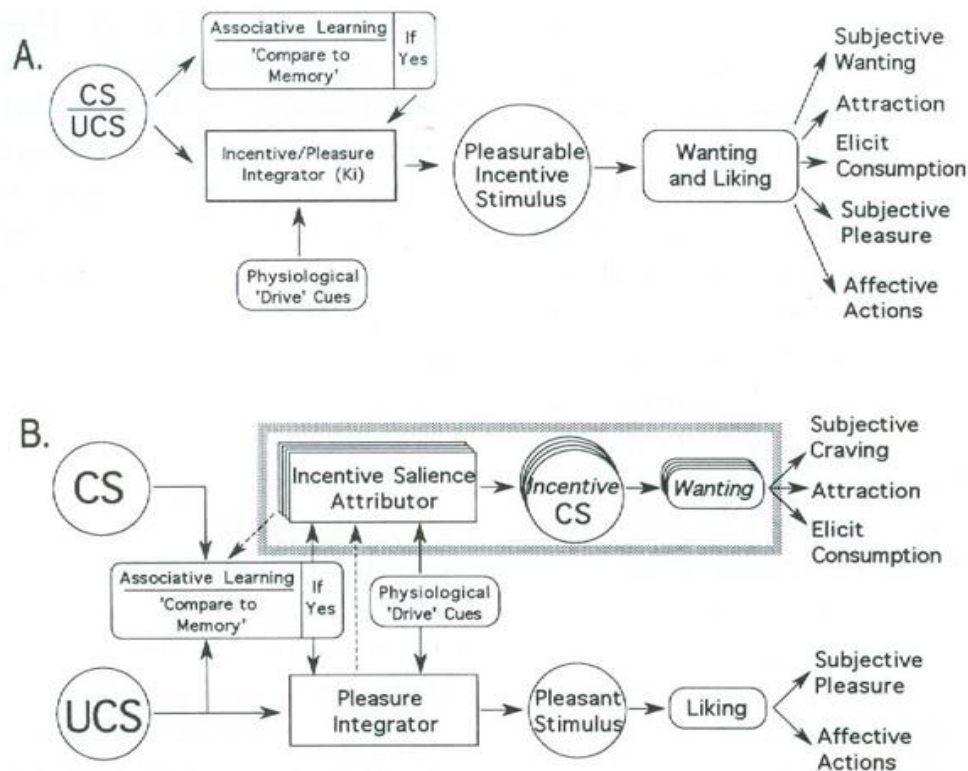 A.
CS
UCS
Associative Learning
'Compare to
Memory'
If
Yes
Incentive/Pleasure
Integrator (Ki)
Physiological
'Drive' Cues
Pleasurable
Incentive
Stimulus
Wanting
and Liking
Subjective
Wanting
Attraction
Elicit
Consumption
Subjective
Pleasure
Affective
Actions
B.
CS
UCS
Associative Learning
'Compare to
Memory'
If
Yes
Incentive Salience
Attributor
Incentive
CS
Wanting
Subjective
Craving
Attraction
Elicit
Consumption
Physiological
'Drive' Cues
Pleasure
Integrator
Pleasant
Stimulus
Liking
Subjective
Pleasure
Affective
Actions